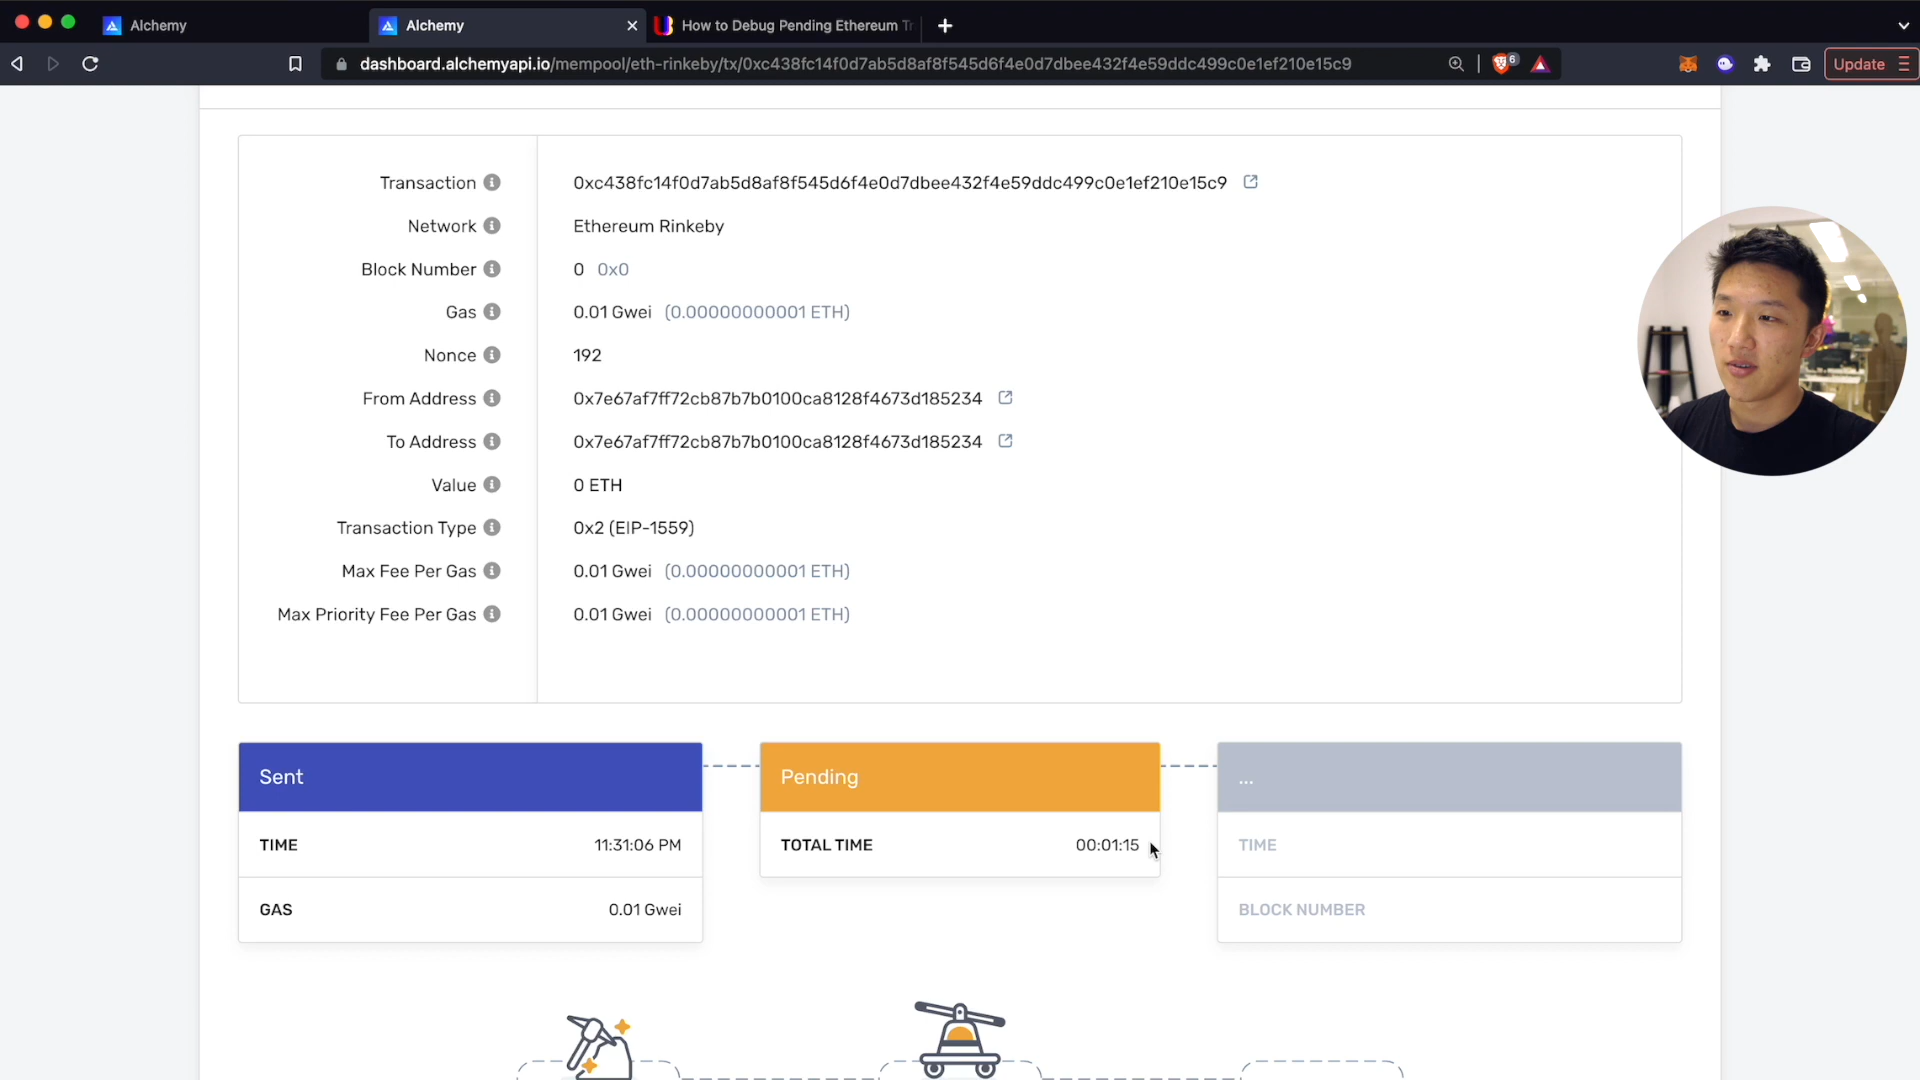 Alchemy
Alchemy
How to Debug Pending Ethereum Tr
dashboard.alchemyapi.io/mempool/eth-rinkeby/tx/0xc438fc14f0d7ab5d8af8f545d6f4e0d7dbee432f4e59ddc499c0e1ef210e15c9
6
Update
Transaction 0xc438fc14f0d7ab5d8af8f545d6f4e0d7dbee432f4e59ddc499c0e1ef210e15c9
Network Ethereum Rinkeby
Block Number 0 0x0
Gas 0.01 Gwei (0.00000000001 ETH)
Nonce 192
From Address 0x7e67af7ff72cb87b7b0100ca8128f4673d185234
To Address 0x7e67af7ff72cb87b7b0100ca8128f4673d185234
Value 0 ETH
Transaction Type 0x2 (EIP-1559)
Max Fee Per Gas 0.01 Gwei (0.00000000001 ETH)
Max Priority Fee Per Gas 0.01 Gwei (0.00000000001 ETH)
Sent
TIME 11:31:06 PM
GAS 0.01 Gwei
Pending
TOTAL TIME 00:01:15
...
TIME
BLOCK NUMBER